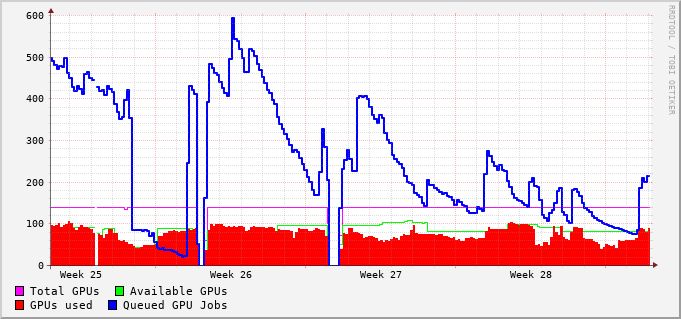 600
500
400
300
200
100
0
Week 25 Week 26 Week 27 Week 28
Total GPUs Available GPUs
GPUs used Queued GPU Jobs
RRDTOOL / TOBI OETIKER